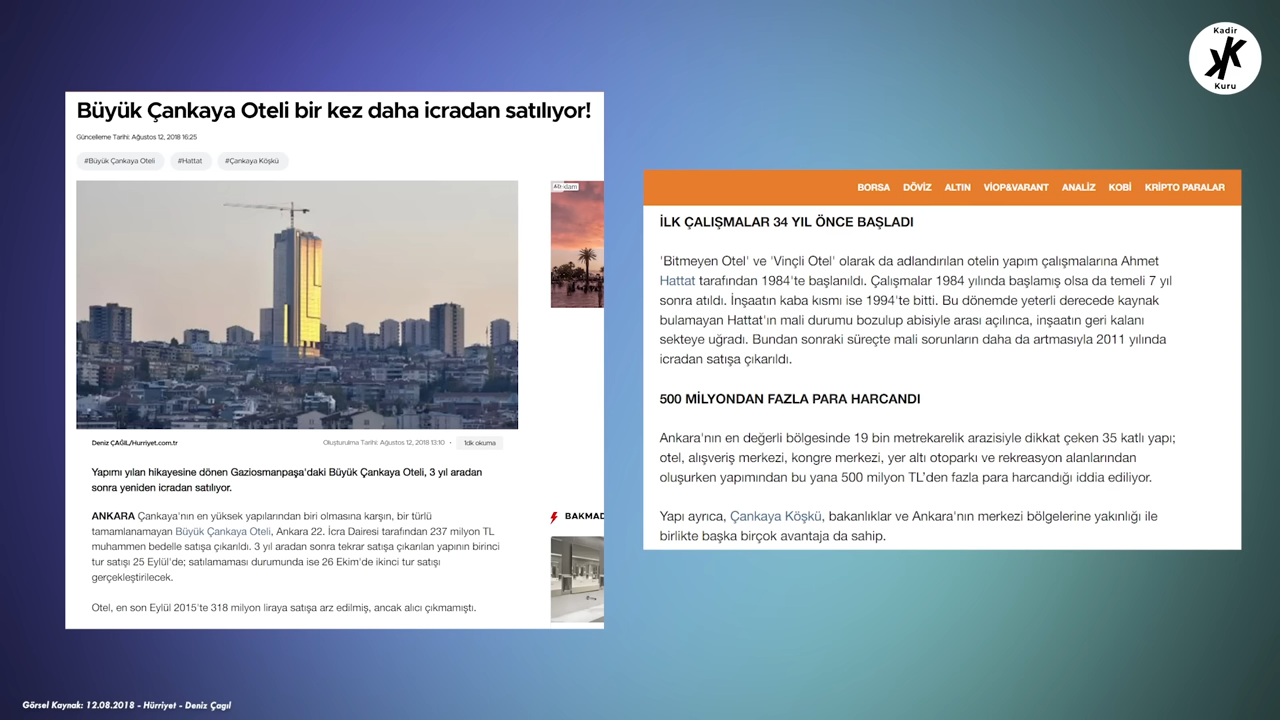 Kadir
KK
Kuru
Büyük Çankaya Oteli bir kez daha icradan satılıyor!
Güncelleme Tarihi: Ağustos 12, 2018 16:25
#Büyük Çankaya Oteli #Hattat #Çankaya Köşkü
Deniz ÇAĞIL/Hurriyet.com.tr Oluşturulma Tarihi: Ağustos 12, 2018 13:10 • 1dk okuma
Yapımı yılan hikayesine dönen Gaziosmanpaşa'daki Büyük Çankaya Oteli, 3 yıl aradan
sonra yeniden icradan satılıyor.
ANKARA Çankaya'nın en yüksek yapılarından biri olmasına karşın, bir türlü
tamamlanamayan Büyük Çankaya Oteli, Ankara 22. İcra Dairesi tarafından 237 milyon TL
muhammen bedelle satışa çıkarıldı. 3 yıl aradan sonra tekrar satışa çıkarılan yapının birinci
tur satışı 25 Eylül'de; satılamaması durumunda ise 26 Ekim'de ikinci tur satışı
gerçekleştirilecek.
Otel, en son Eylül 2015'te 318 milyon liraya satışa arz edilmiş, ancak alıcı çıkmamıştı.
BAKMAD
BORSA DÖVİZ ALTIN VİOP&VARANT ANALİZ KOBİ KRİPTO PARALAR
İLK ÇALIŞMALAR 34 YIL ÖNCE BAŞLADI
'Bitmeyen Otel' ve 'Vinçli Otel' olarak da adlandırılan otelin yapım çalışmalarına Ahmet
Hattat tarafından 1984'te başlanıldı. Çalışmalar 1984 yılında başlamış olsa da temeli 7 yıl
sonra atıldı. İnşaatın kaba kısmı ise 1994'te bitti. Bu dönemde yeterli derecede kaynak
bulamayan Hattat'ın mali durumu bozulup abisiyle arası açılınca, inşaatın geri kalanı
sekteye uğradı. Bundan sonraki süreçte mali sorunların daha da artmasıyla 2011 yılında
icradan satışa çıkarıldı.
500 MİLYONDAN FAZLA PARA HARCANDI
Ankara'nın en değerli bölgesinde 19 bin metrekarelik arazisiyle dikkat çeken 35 katlı yapı;
otel, alışveriş merkezi, kongre merkezi, yer altı otoparkı ve rekreasyon alanlarından
oluşurken yapımından bu yana 500 milyon TL'den fazla para harcandığı iddia ediliyor.
Yapı ayrıca, Çankaya Köşkü, bakanlıklar ve Ankara'nın merkezi bölgelerine yakınlığı ile
birlikte başka birçok avantaja da sahip.
Görsel Kaynak: 12.08.2018 - Hürriyet - Deniz Çagıl